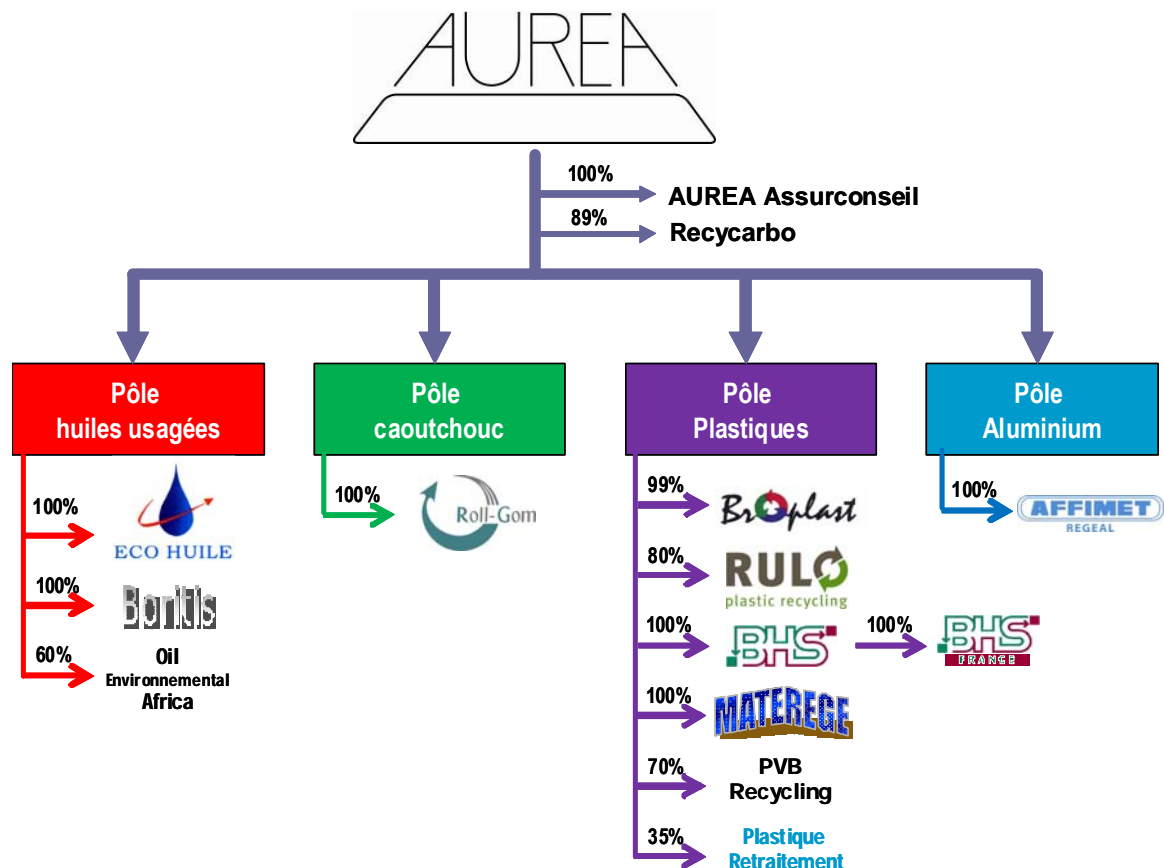 AUREA
100%
AUREA Assurconseil
89%
Recycarbo
Pôle
huiles usagées
100%
ECO HUILE
100%
Boritis
60%
Oil
Environnemental
Africa
Pôle
caoutchouc
100%
Roll-Gom
Pôle
Plastiques
99%
Broplast
80%
RULO
plastic recycling
100%
BHS
100%
BHS
FRANCE
100%
MATEREGE
70%
PVB
Recycling
35%
Plastique
Retraitement
Pôle
Aluminium
100%
AFFIMET
REGEAL